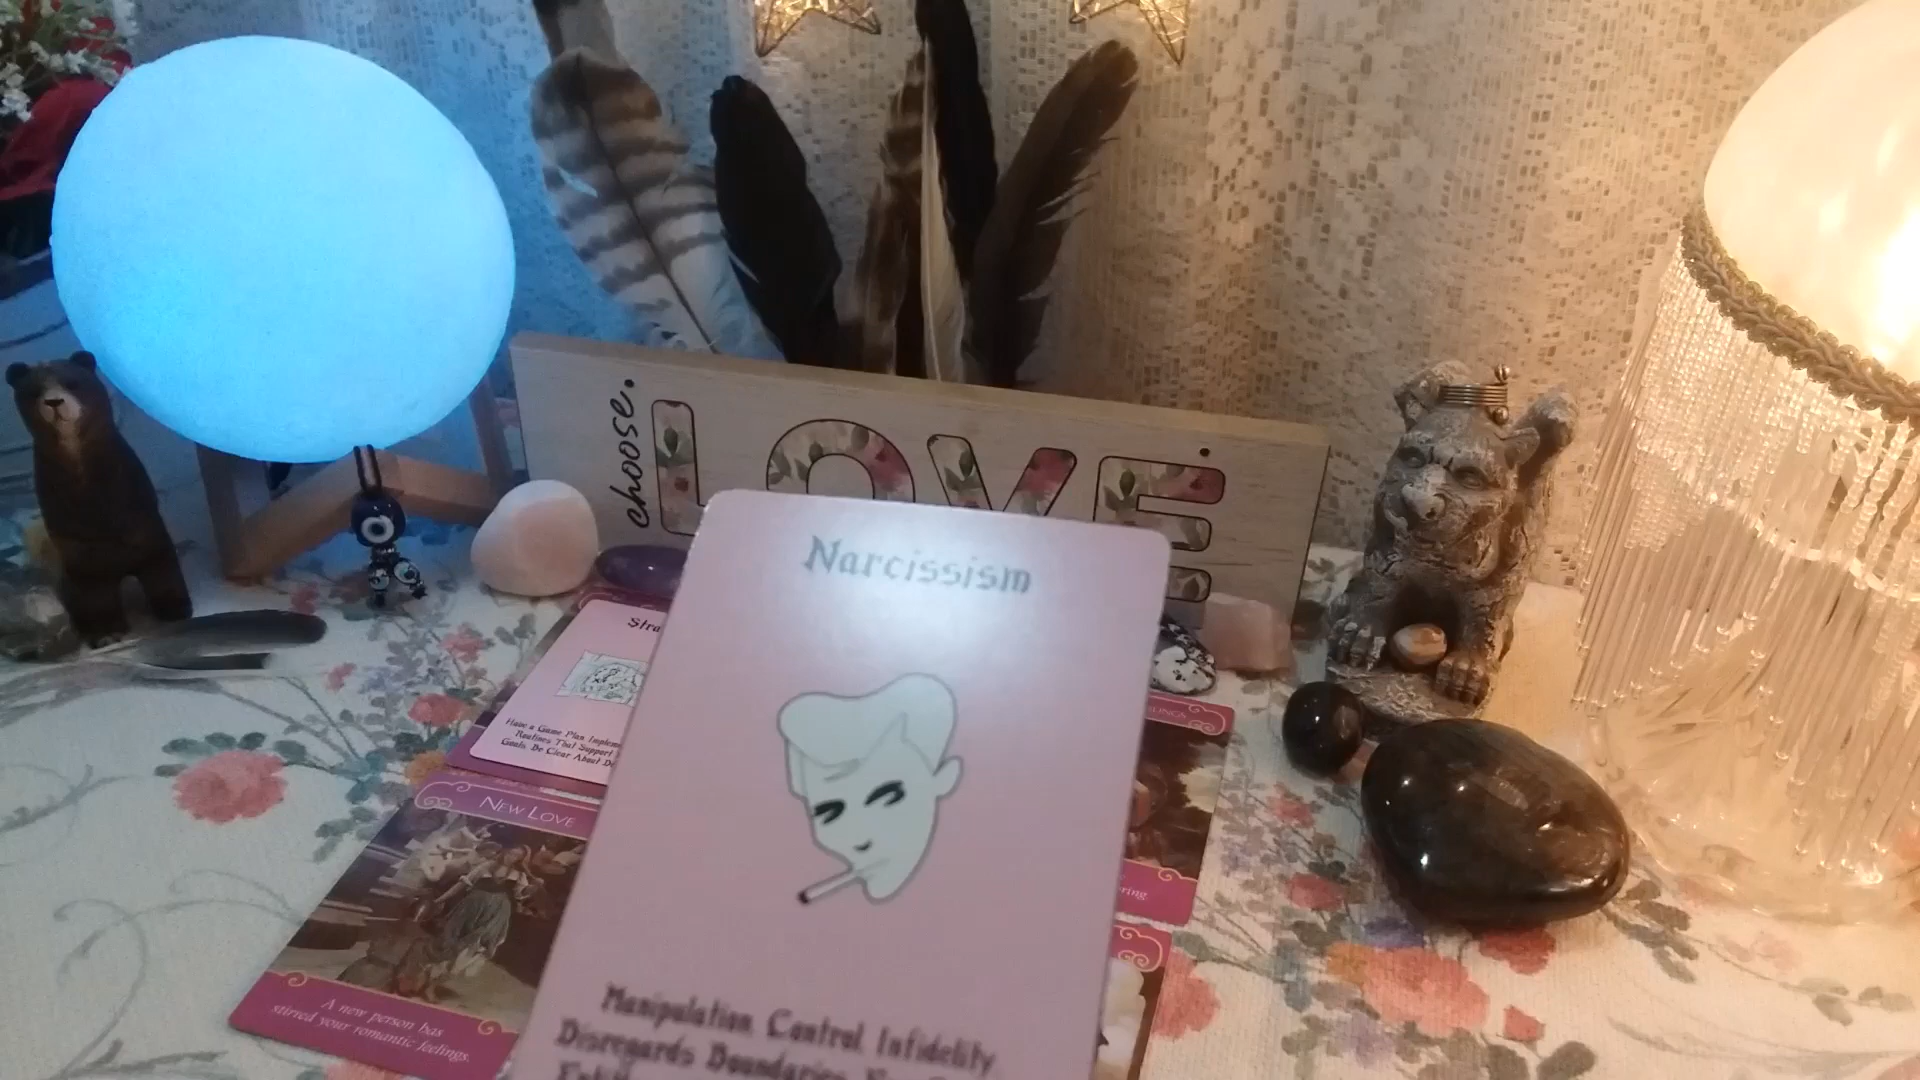 choose.
LOVE
Narcissism
Manipulation Control Infidelity
Disregards Boundaries
Have a Game Plan
Routines That Support
Goals. Be Clear About
NEW LOVE
A new person has
stirred your romantic feelings.